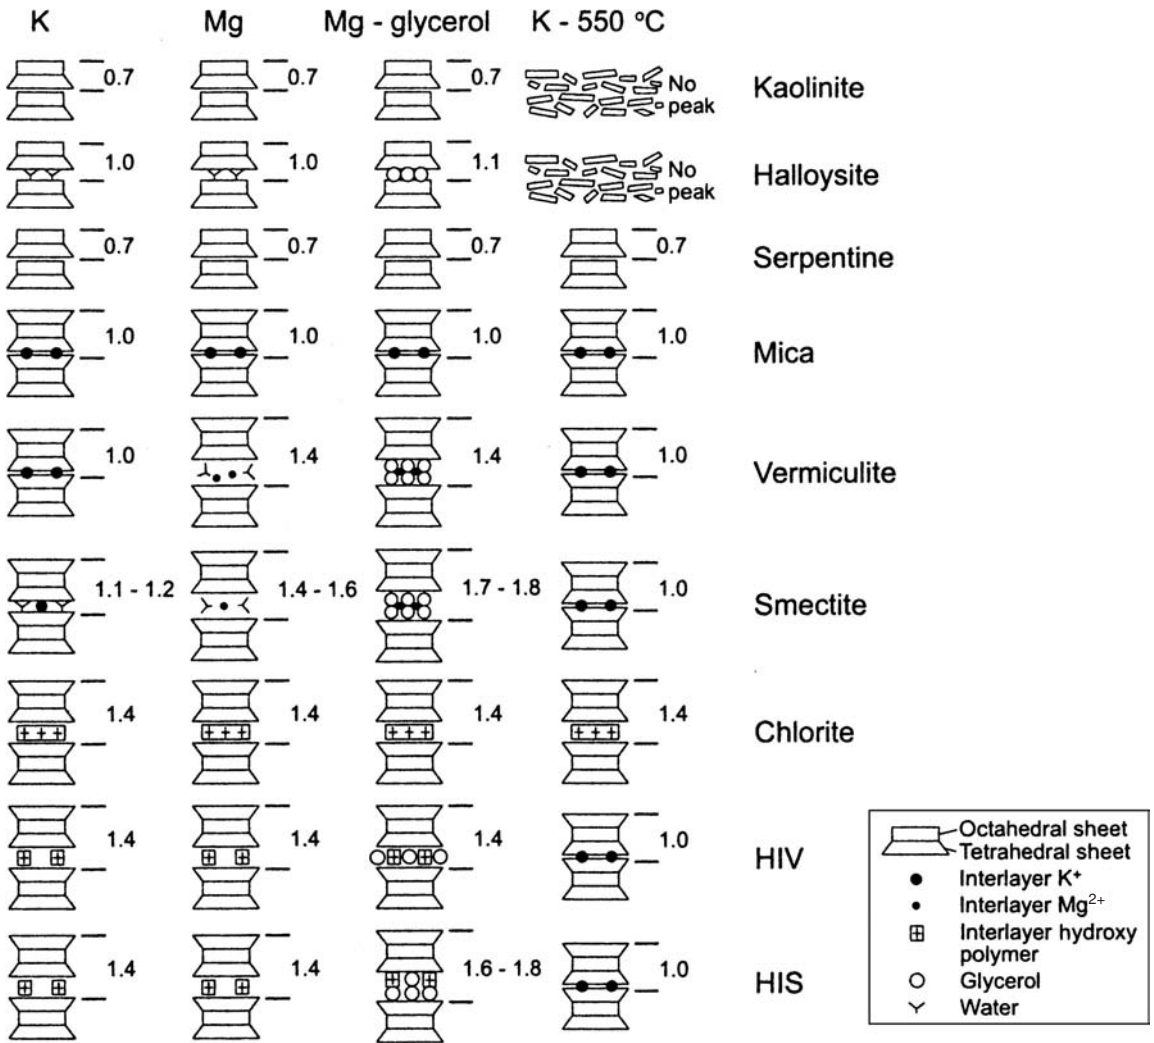 K Mg Mg - glycerol K - 550 °C
0.7 0.7 0.7 No peak Kaolinite
1.0 1.0 1.1 No peak Halloysite
0.7 0.7 0.7 0.7 Serpentine
1.0 1.0 1.0 1.0 Mica
1.0 1.4 1.4 1.0 Vermiculite
1.1 - 1.2 1.4 - 1.6 1.7 - 1.8 1.0 Smectite
1.4 1.4 1.4 1.4 Chlorite
1.4 1.4 1.4 1.0 HIV
1.4 1.4 1.6 - 1.8 1.0 HIS
Octahedral sheet
Tetrahedral sheet
Interlayer K⁺
Interlayer Mg²⁺
Interlayer hydroxy
polymer
Glycerol
Water